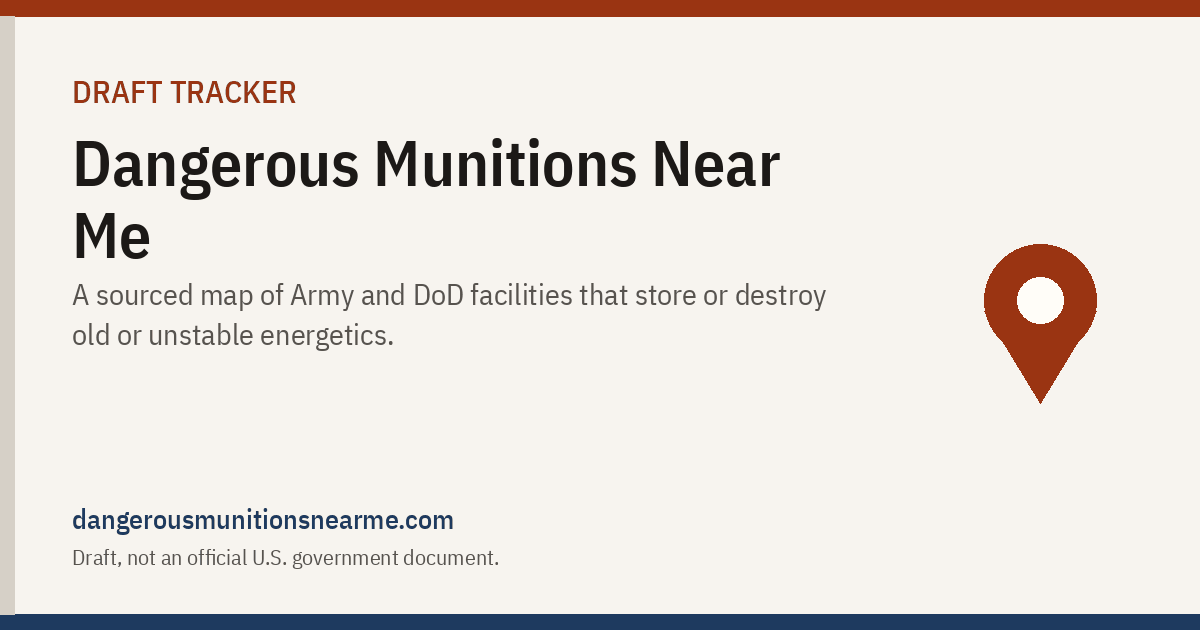 DRAFT TRACKER
Dangerous Munitions Near
Me
A sourced map of Army and DoD facilities that store or destroy
old or unstable energetics.
dangerousmunitionsnearme.com
Draft, not an official U.S. government document.